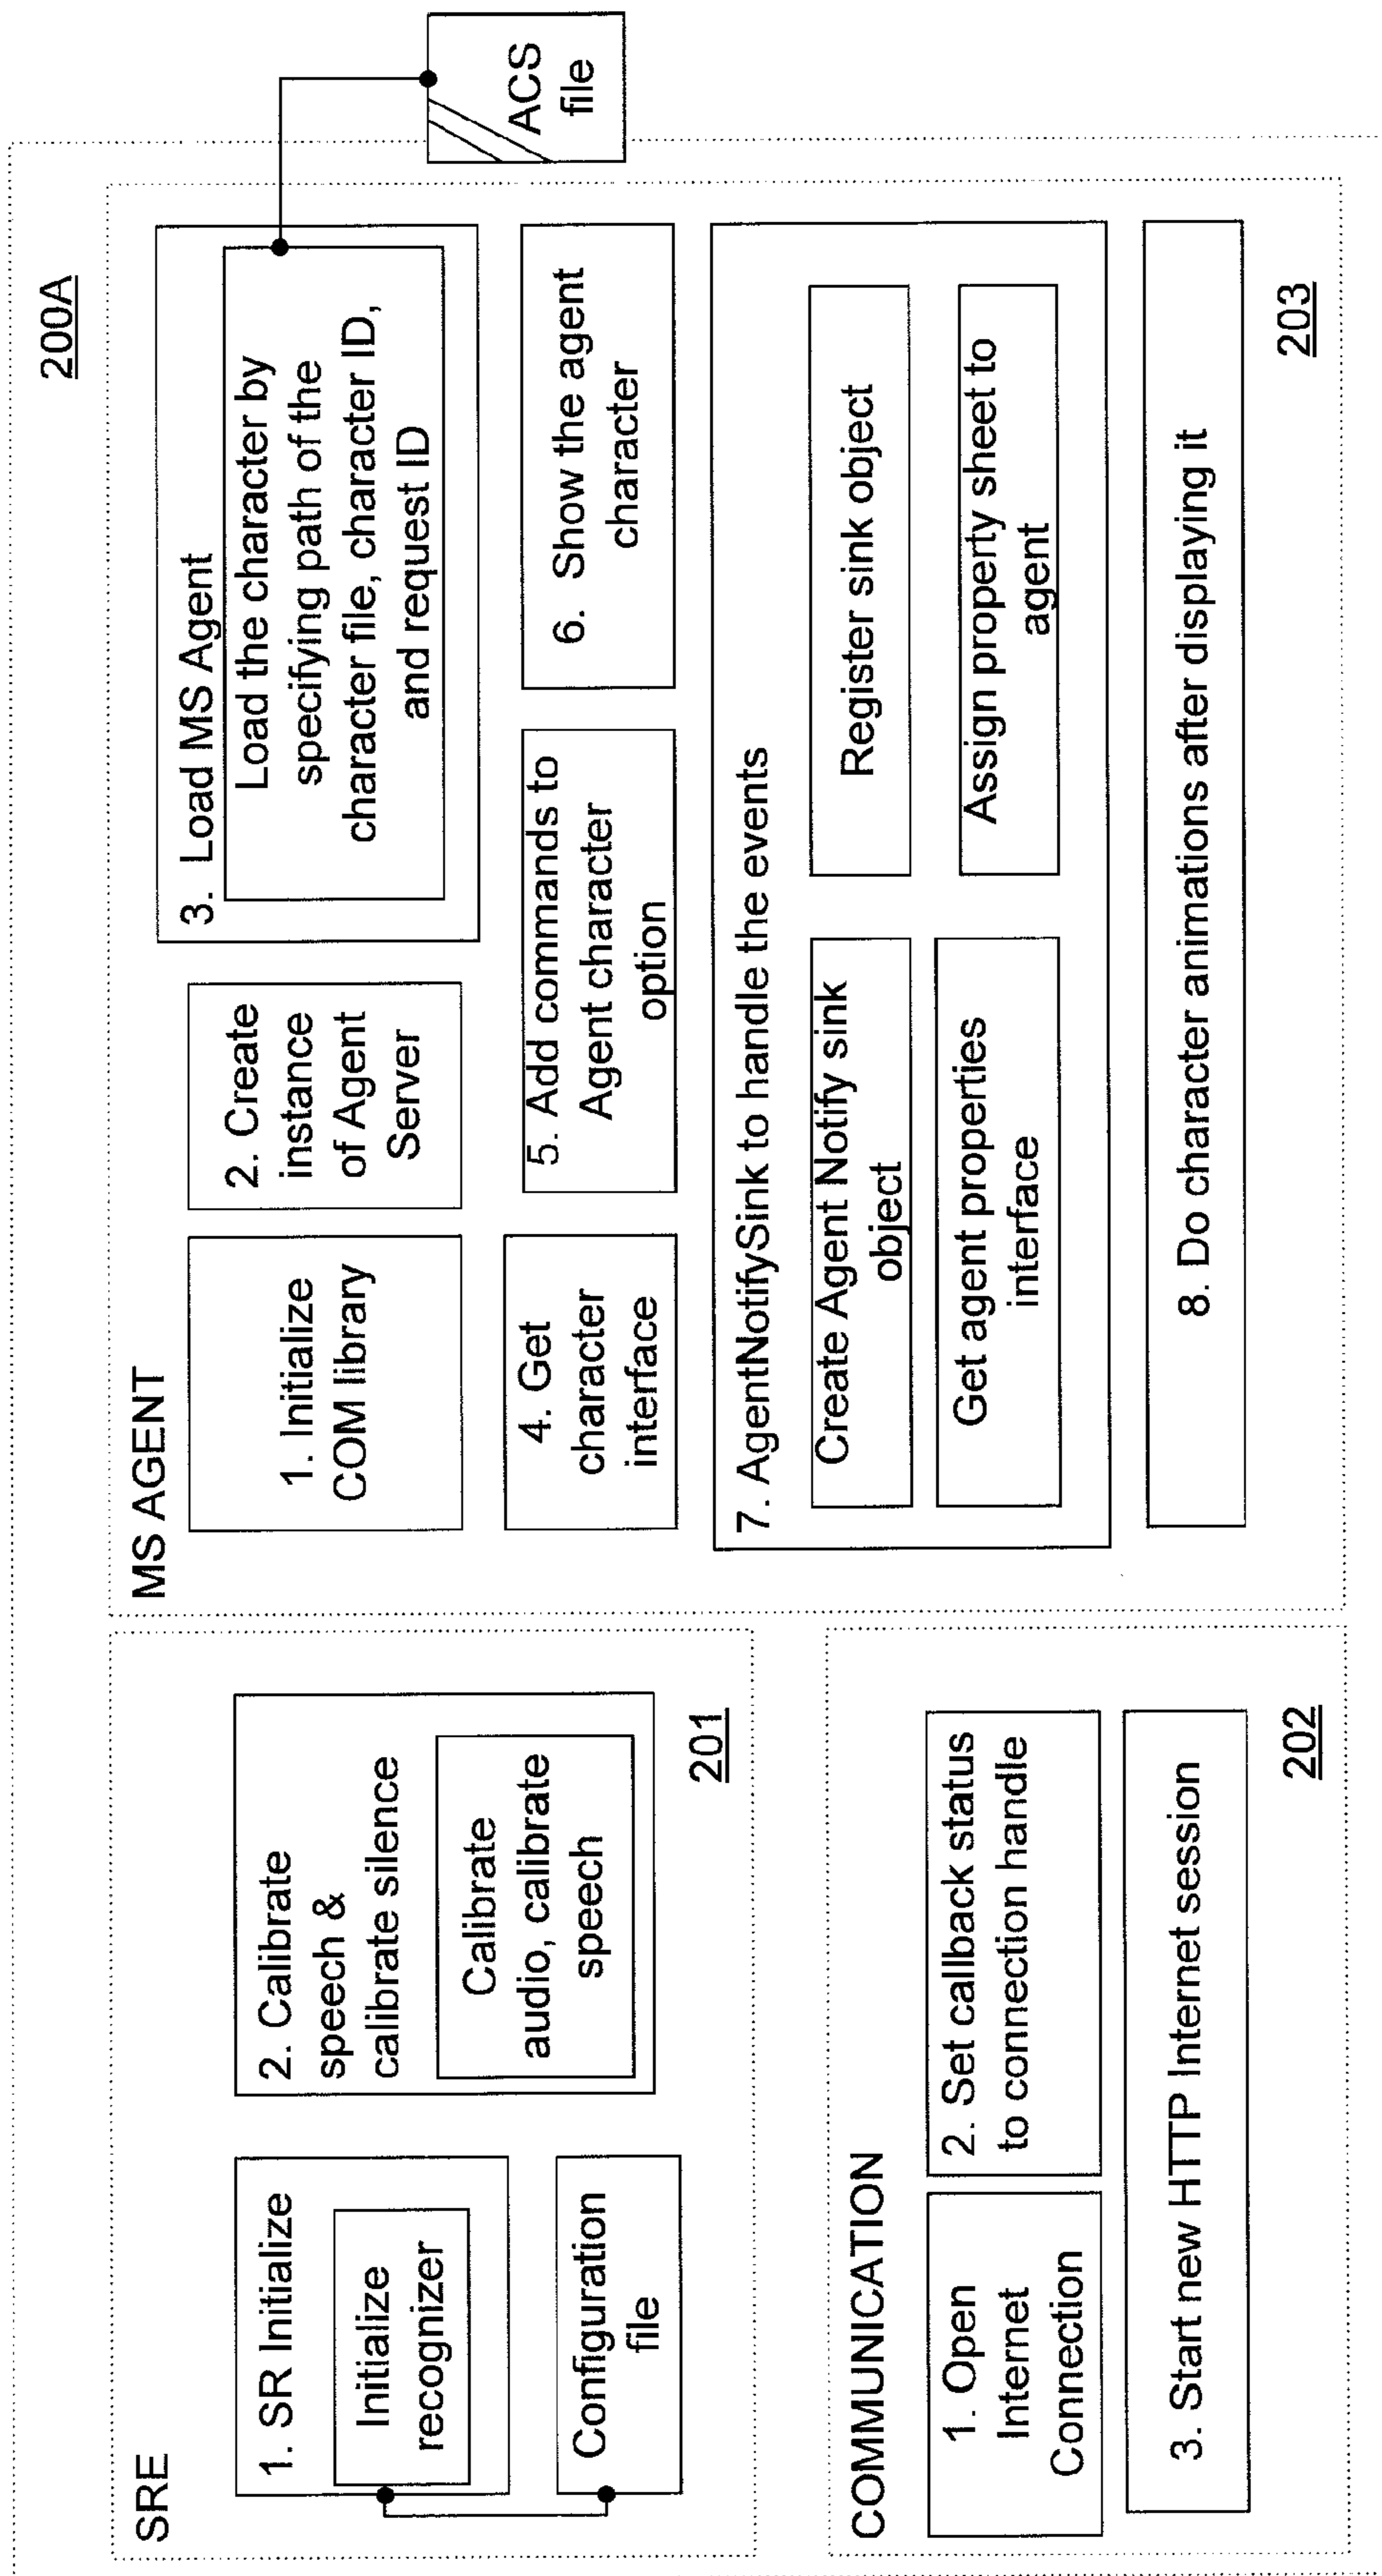 200A
SRE
1. SR Initialize
Initialize
recognizer
Configuration
file
2. Calibrate
speech &
calibrate silence
Calibrate
audio, calibrate
speech
201
COMMUNICATION
1. Open
Internet
Connection
2. Set callback status
to connection handle
3. Start new HTTP Internet session
202
MS AGENT
1. Initialize
COM library
2. Create
instance
of Agent
Server
3. Load MS Agent
Load the character by
specifying path of the
character file, character ID,
and request ID
ACS
file
4. Get
character
interface
5. Add commands to
Agent character
option
6. Show the agent
character
7. AgentNotifySink to handle the events
Create Agent Notify sink
object
Register sink object
Get agent properties
interface
Assign property sheet to
agent
8. Do character animations after displaying it
203